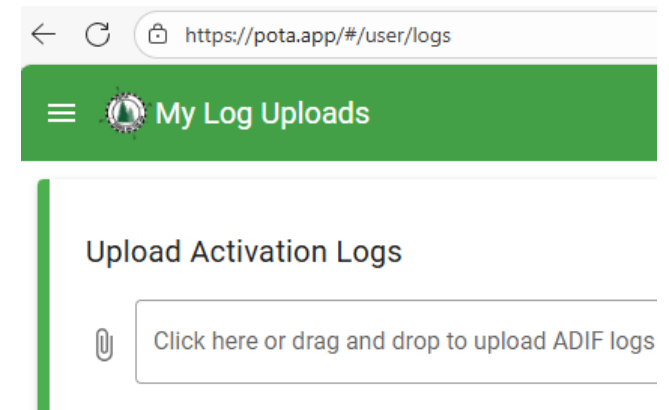 https://pota.app/#/user/logs
My Log Uploads
Upload Activation Logs
Click here or drag and drop to upload ADIF logs